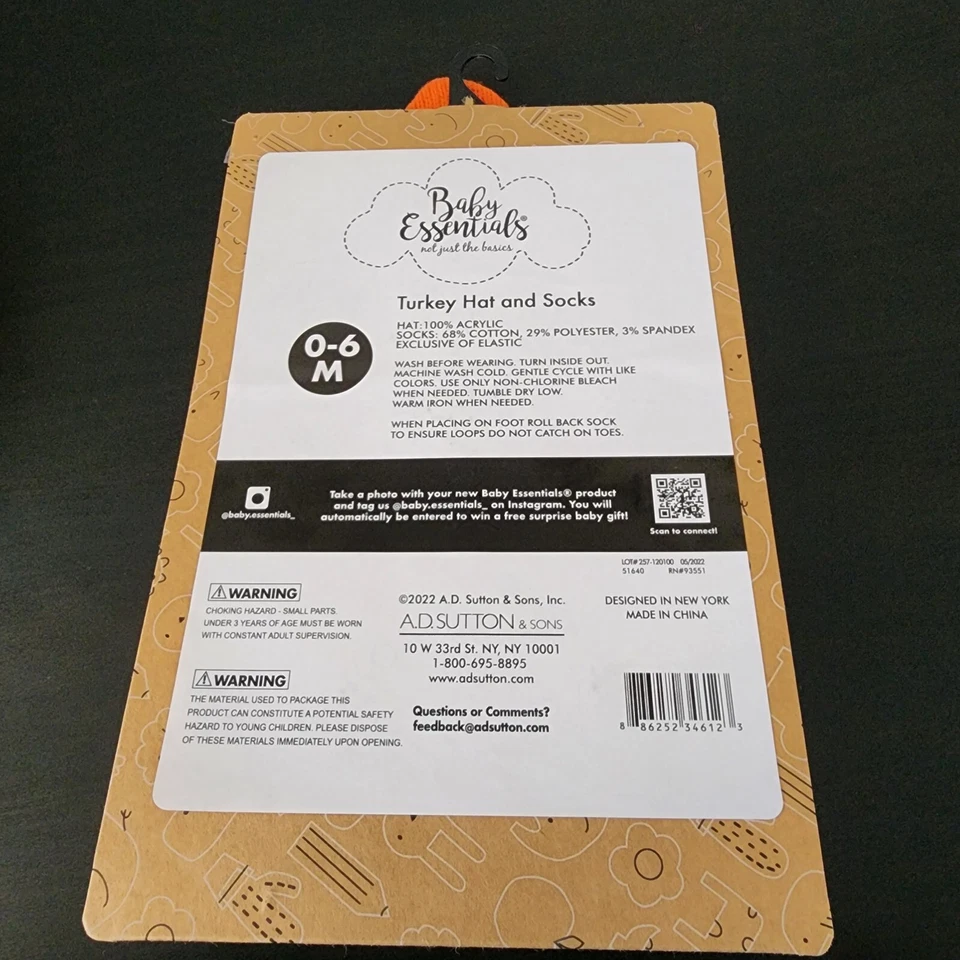 Baby
Essentials®
not just the basics
Turkey Hat and Socks
0-6
M
HAT:100% ACRYLIC
SOCKS: 68% COTTON, 29% POLYESTER, 3% SPANDEX
EXCLUSIVE OF ELASTIC
WASH BEFORE WEARING. TURN INSIDE OUT.
MACHINE WASH COLD. GENTLE CYCLE WITH LIKE
COLORS. USE ONLY NON-CHLORINE BLEACH
WHEN NEEDED. TUMBLE DRY LOW.
WARM IRON WHEN NEEDED.
WHEN PLACING ON FOOT ROLL BACK SOCK
TO ENSURE LOOPS DO NOT CATCH ON TOES.
@baby.essentials_
Take a photo with your new Baby Essentials® product
and tag us @baby.essentials_ on Instagram. You will
automatically be entered to win a free surprise baby gift!
Scan to connect!
LOT# 257-120100 05/2022
51640 RN#93551
WARNING
CHOKING HAZARD - SMALL PARTS.
UNDER 3 YEARS OF AGE MUST BE WORN
WITH CONSTANT ADULT SUPERVISION.
WARNING
THE MATERIAL USED TO PACKAGE THIS
PRODUCT CAN CONSTITUTE A POTENTIAL SAFETY
HAZARD TO YOUNG CHILDREN. PLEASE DISPOSE
OF THESE MATERIALS IMMEDIATELY UPON OPENING.
©2022 A.D. Sutton & Sons, Inc.
A.D. SUTTON & SONS
10 W 33rd St. NY, NY 10001
1-800-695-8895
www.adsutton.com
Questions or Comments?
feedback@adsutton.com
DESIGNED IN NEW YORK
MADE IN CHINA
8 86252 34612 3